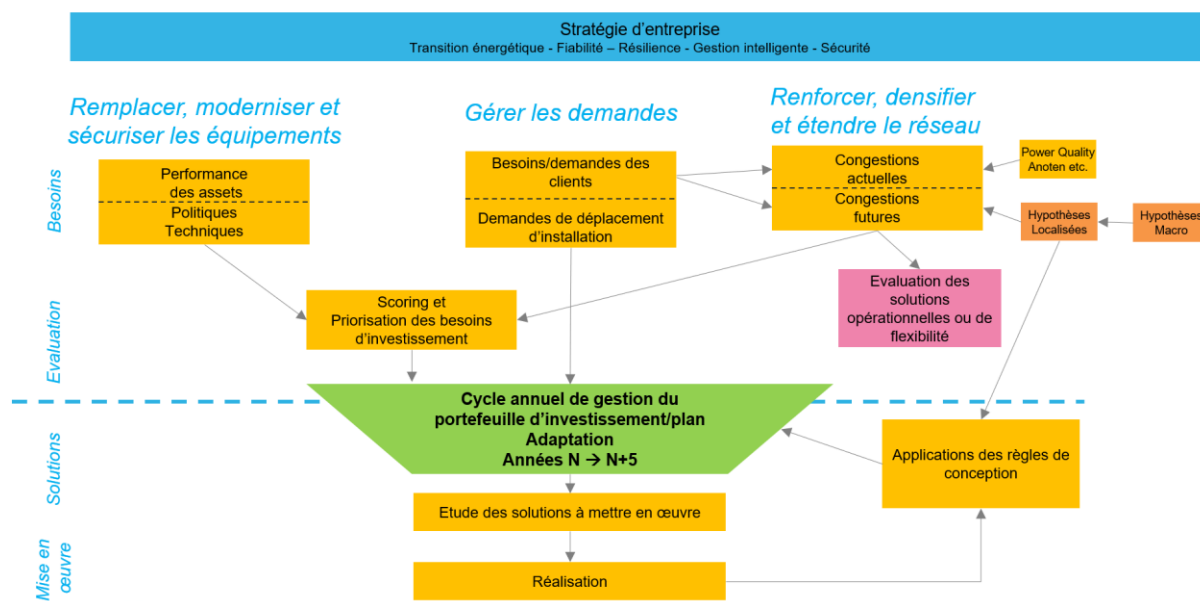 Stratégie d’entreprise
Transition énergétique - Fiabilité – Résilience - Gestion intelligente - Sécurité
Remplacer, moderniser et
sécuriser les équipements
Gérer les demandes
Renforcer, densifier
et étendre le réseau
Besoins
Performance
des assets
Politiques
Techniques
Besoins/demandes des
clients
Demandes de déplacement
d’installation
Congestions
actuelles
Congestions
futures
Power Quality
Anoten etc.
Hypothèses
Localisées
Hypothèses
Macro
Evaluation
Scoring et
Priorisation des besoins
d’investissement
Evaluation des
solutions
opérationnelles ou de
flexibilité
Solutions
Cycle annuel de gestion du
portefeuille d’investissement/plan
Adaptation
Années N → N+5
Applications des règles de
conception
Etude des solutions à mettre en œuvre
Mise en
œuvre
Réalisation